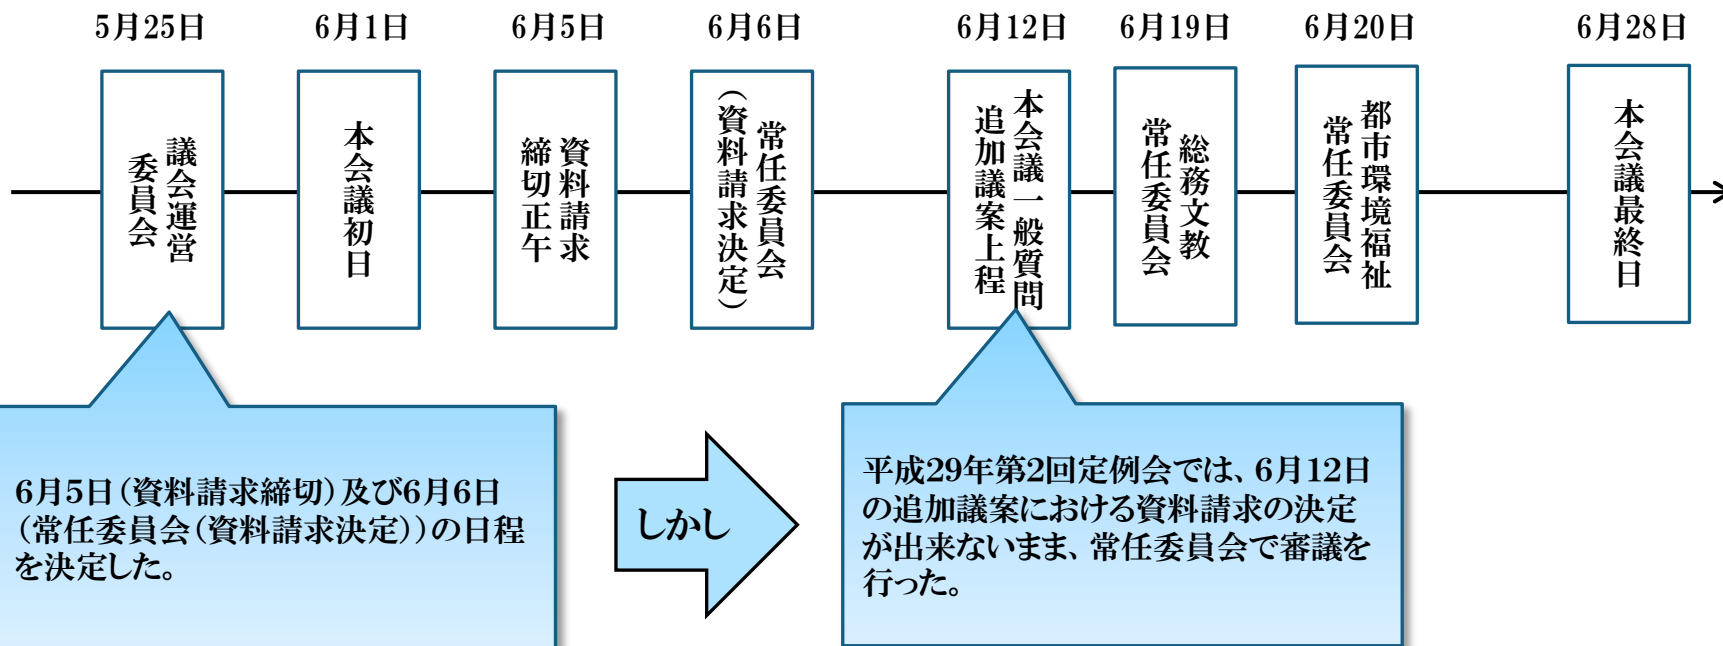 5月25日
6月1日
6月5日
6月6日
6月12日
6月19日
6月20日
6月28日
議会運営
委員会
本会議初日
資料請求
締切正午
常任委員会
（資料請求決定）
本会議一般質問
追加議案上程
総務文教
常任委員会
都市環境福祉
常任委員会
本会議最終日
6月5日（資料請求締切）及び6月6日
（常任委員会（資料請求決定））の日程
を決定した。
しかし
平成29年第2回定例会では、6月12日
の追加議案における資料請求の決定
が出来ないまま、常任委員会で審議を
行った。